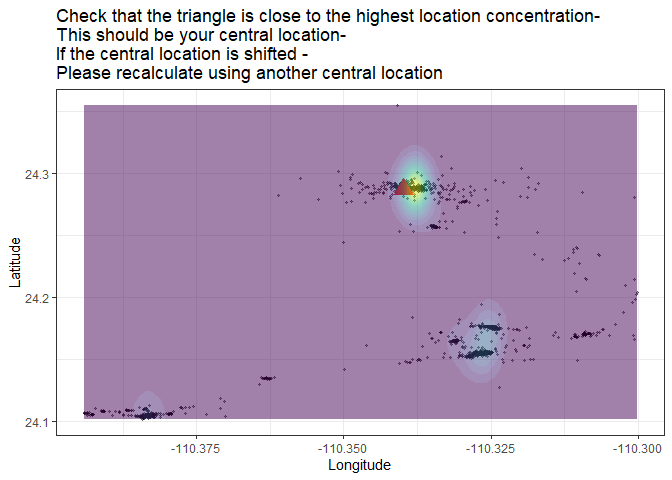 Check that the triangle is close to the highest location concentration-
This should be your central location-
If the central location is shifted -
Please recalculate using another central location
Latitude
24.3
24.2
24.1
-110.375
-110.350
-110.325
-110.300
Longitude